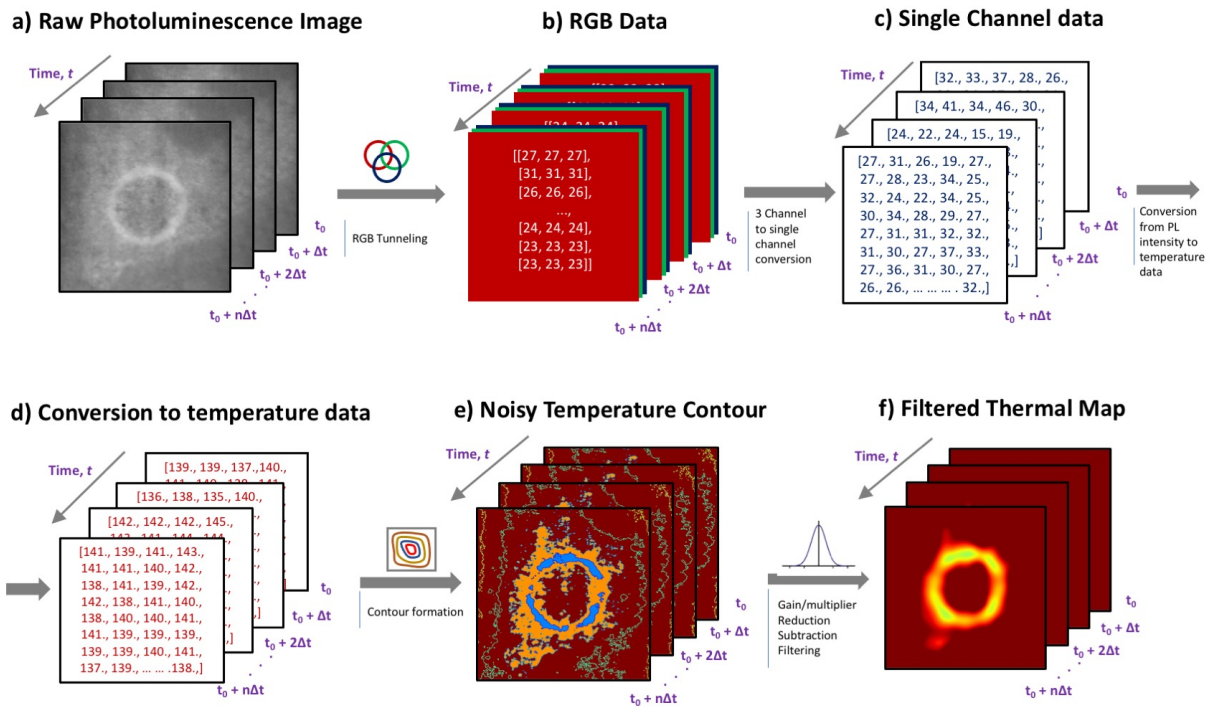 a) Raw Photoluminescence Image
Time, t
t0
t0 + Δt
t0 + 2Δt
t0 + nΔt
RGB Tunneling
b) RGB Data
Time, t
[[27, 27, 27],
[31, 31, 31],
[26, 26, 26],
...,
[24, 24, 24],
[23, 23, 23],
[23, 23, 23]]
t0
t0 + Δt
t0 + 2Δt
t0 + nΔt
3 Channel
to single
channel
conversion
c) Single Channel data
Time, t
[32., 33., 37., 28., 26.,
[34, 41., 34., 46., 30.,
[24., 22., 24., 15., 19.,
[27., 31., 26., 19., 27.,
27., 28., 23., 34., 25.,
32., 24., 22., 34., 25.,
30., 34., 28., 29., 27.,
27., 31., 31., 32., 32.,
31., 30., 27., 37., 33.,
27., 36., 31., 30., 27.,
26., 26., ... ... ... . 32.,]
t0
t0 + Δt
t0 + 2Δt
t0 + nΔt
Conversion
from PL
intensity to
temperature
data
d) Conversion to temperature data
Time, t
[139., 139., 137.,140.,
[136., 138., 135., 140.,
[142., 142., 142., 145.,
[141., 139., 141., 143.,
141., 141., 140., 142.,
138., 141., 139., 142.,
142., 138., 141., 140.,
138., 140., 140., 141.,
141., 139., 139., 139.,
139., 139., 140., 141.,
137., 139., ... ... .138.,]
t0
t0 + Δt
t0 + 2Δt
t0 + nΔt
Contour formation
e) Noisy Temperature Contour
Time, t
t0
t0 + Δt
t0 + 2Δt
t0 + nΔt
Gain/multiplier
Reduction
Subtraction
Filtering
f) Filtered Thermal Map
Time, t
t0
t0 + Δt
t0 + 2Δt
t0 + nΔt